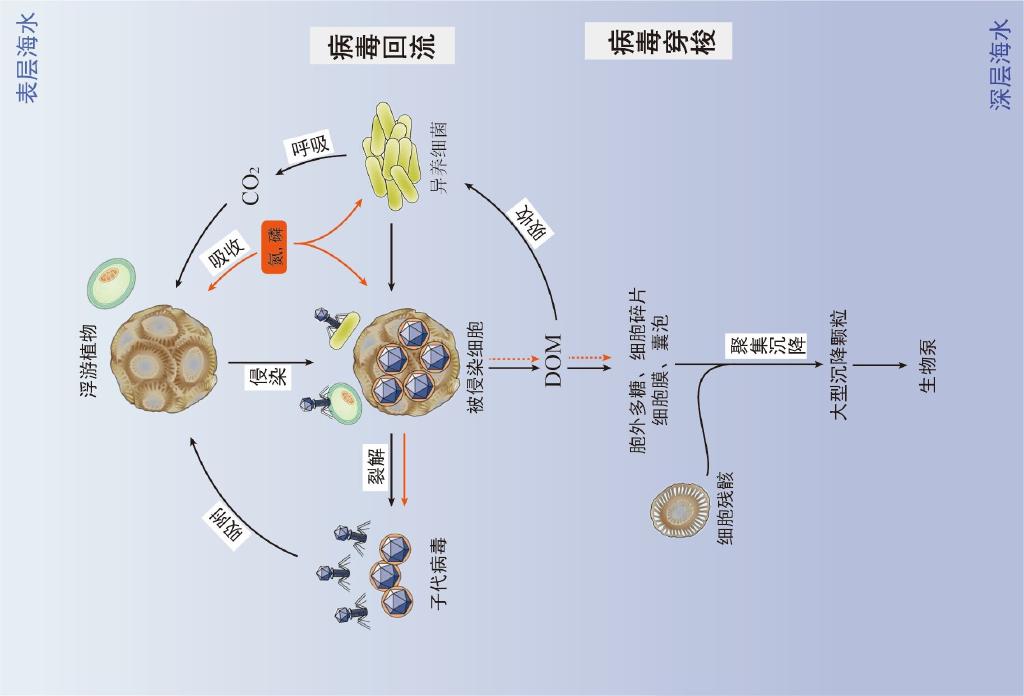 表层海水
病毒回流
病毒穿梭
深层海水
浮游植物
吸收
氮、磷
CO₂
呼吸
异养细菌
侵染
被侵染细胞
吸附
裂解
子代病毒
DOM
吸收
胞外多糖、细胞碎片
细胞膜、囊泡
细胞残骸
聚集沉
降
大型沉降颗粒
生物泵